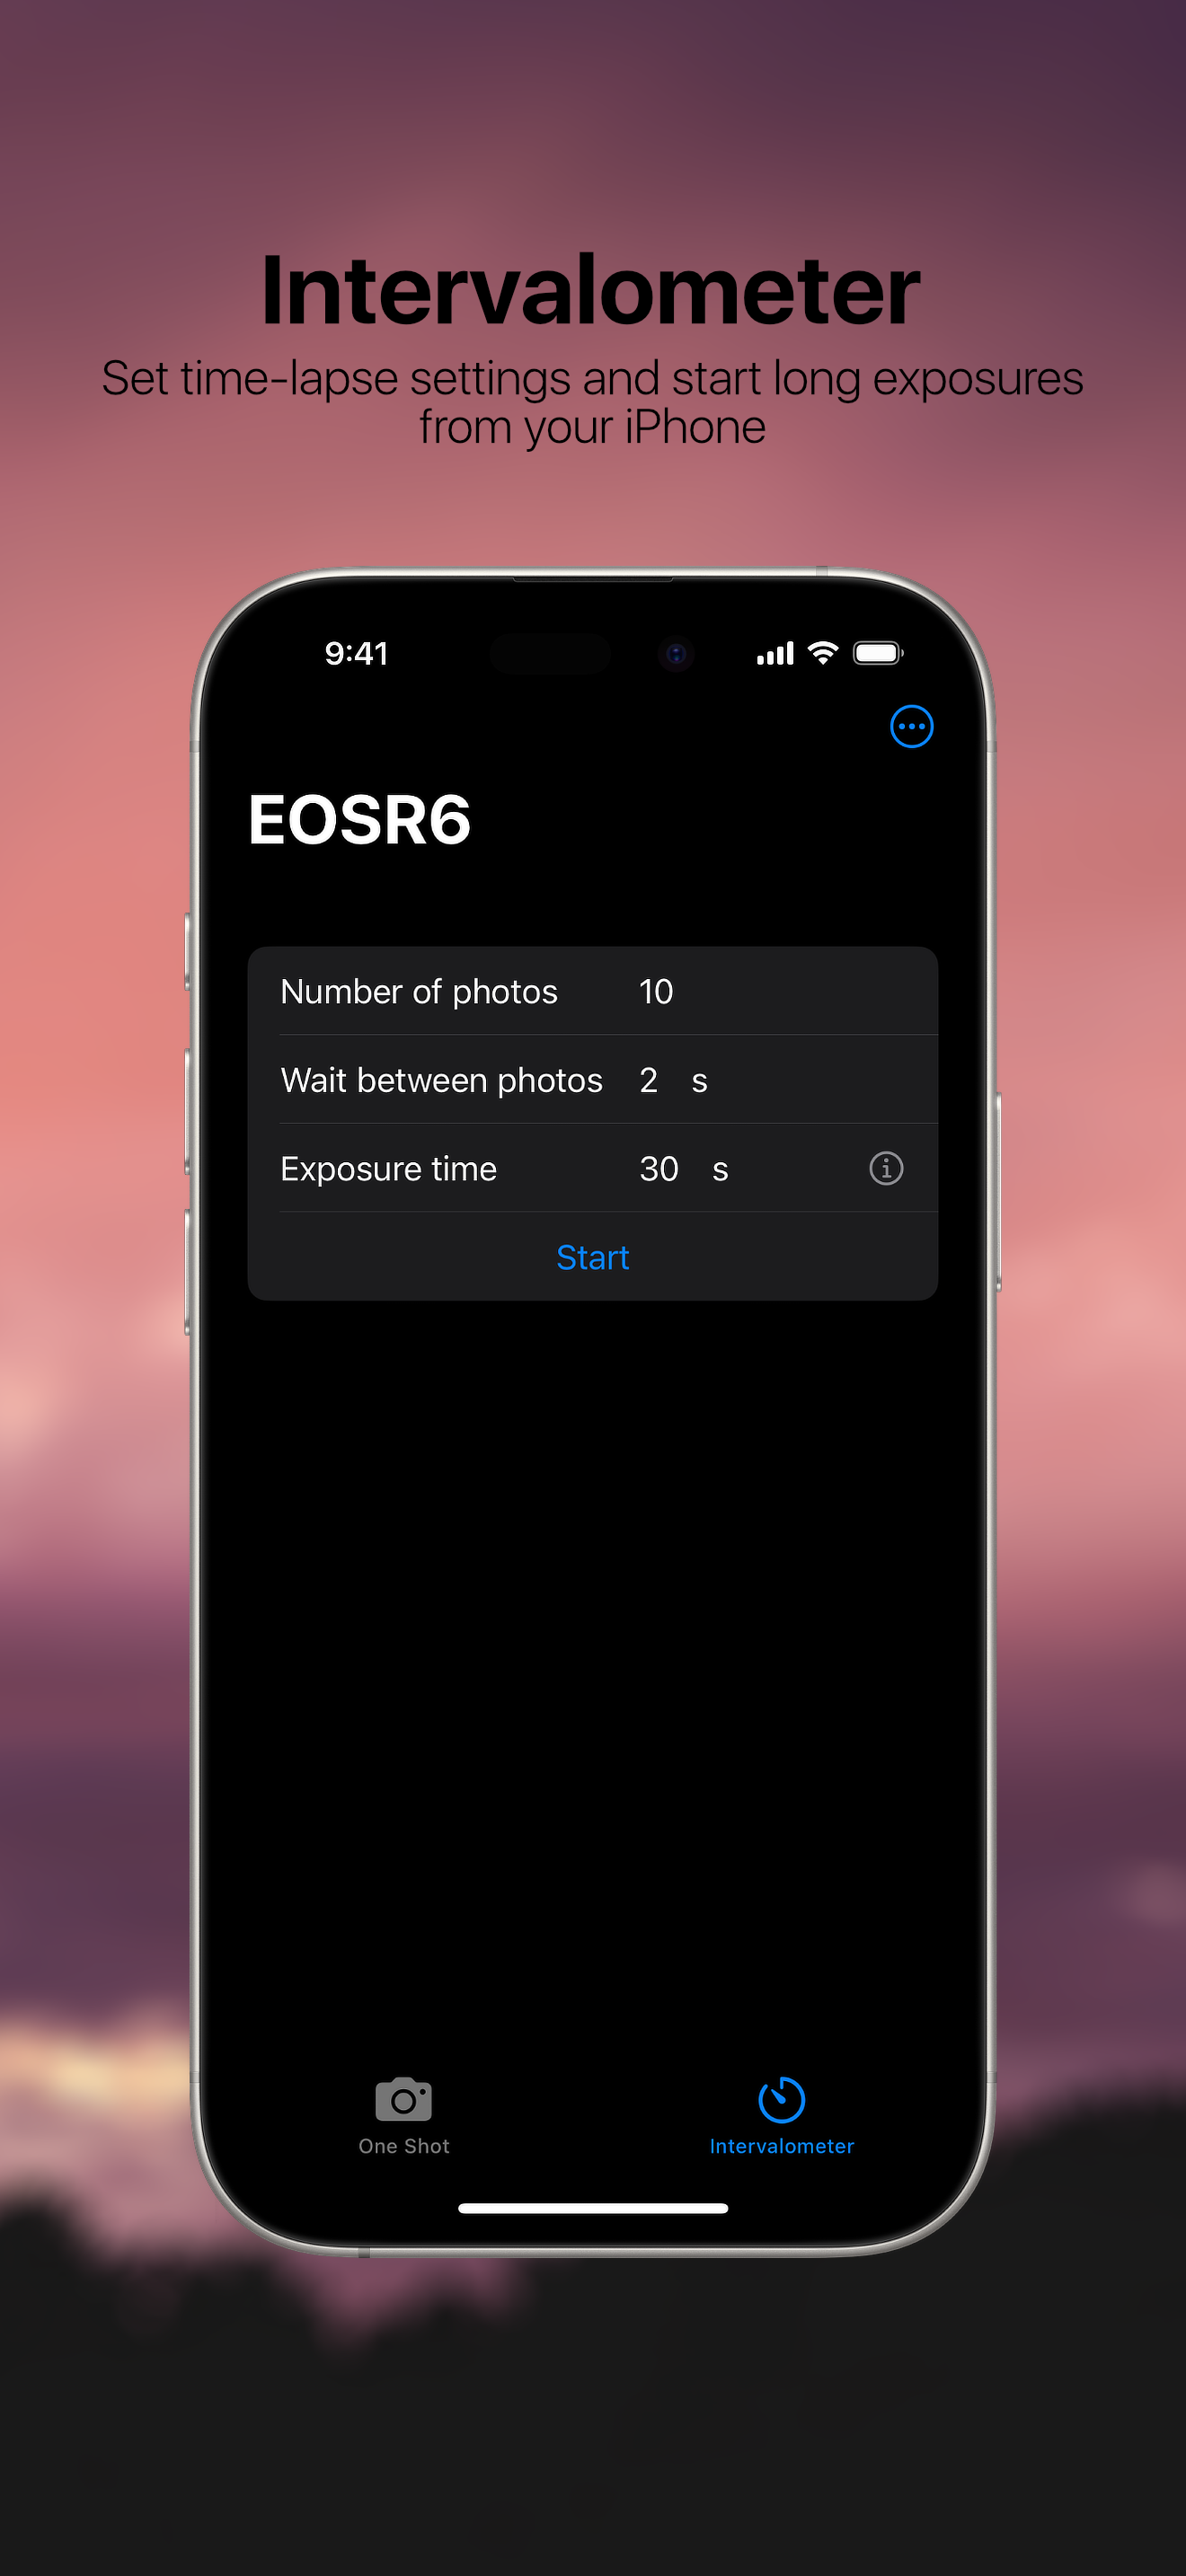 Intervalometer
Set time-lapse settings and start long exposures
from your iPhone
9:41
EOSR6
Number of photos 10
Wait between photos 2 s
Exposure time 30 s
Start
One Shot Intervalometer